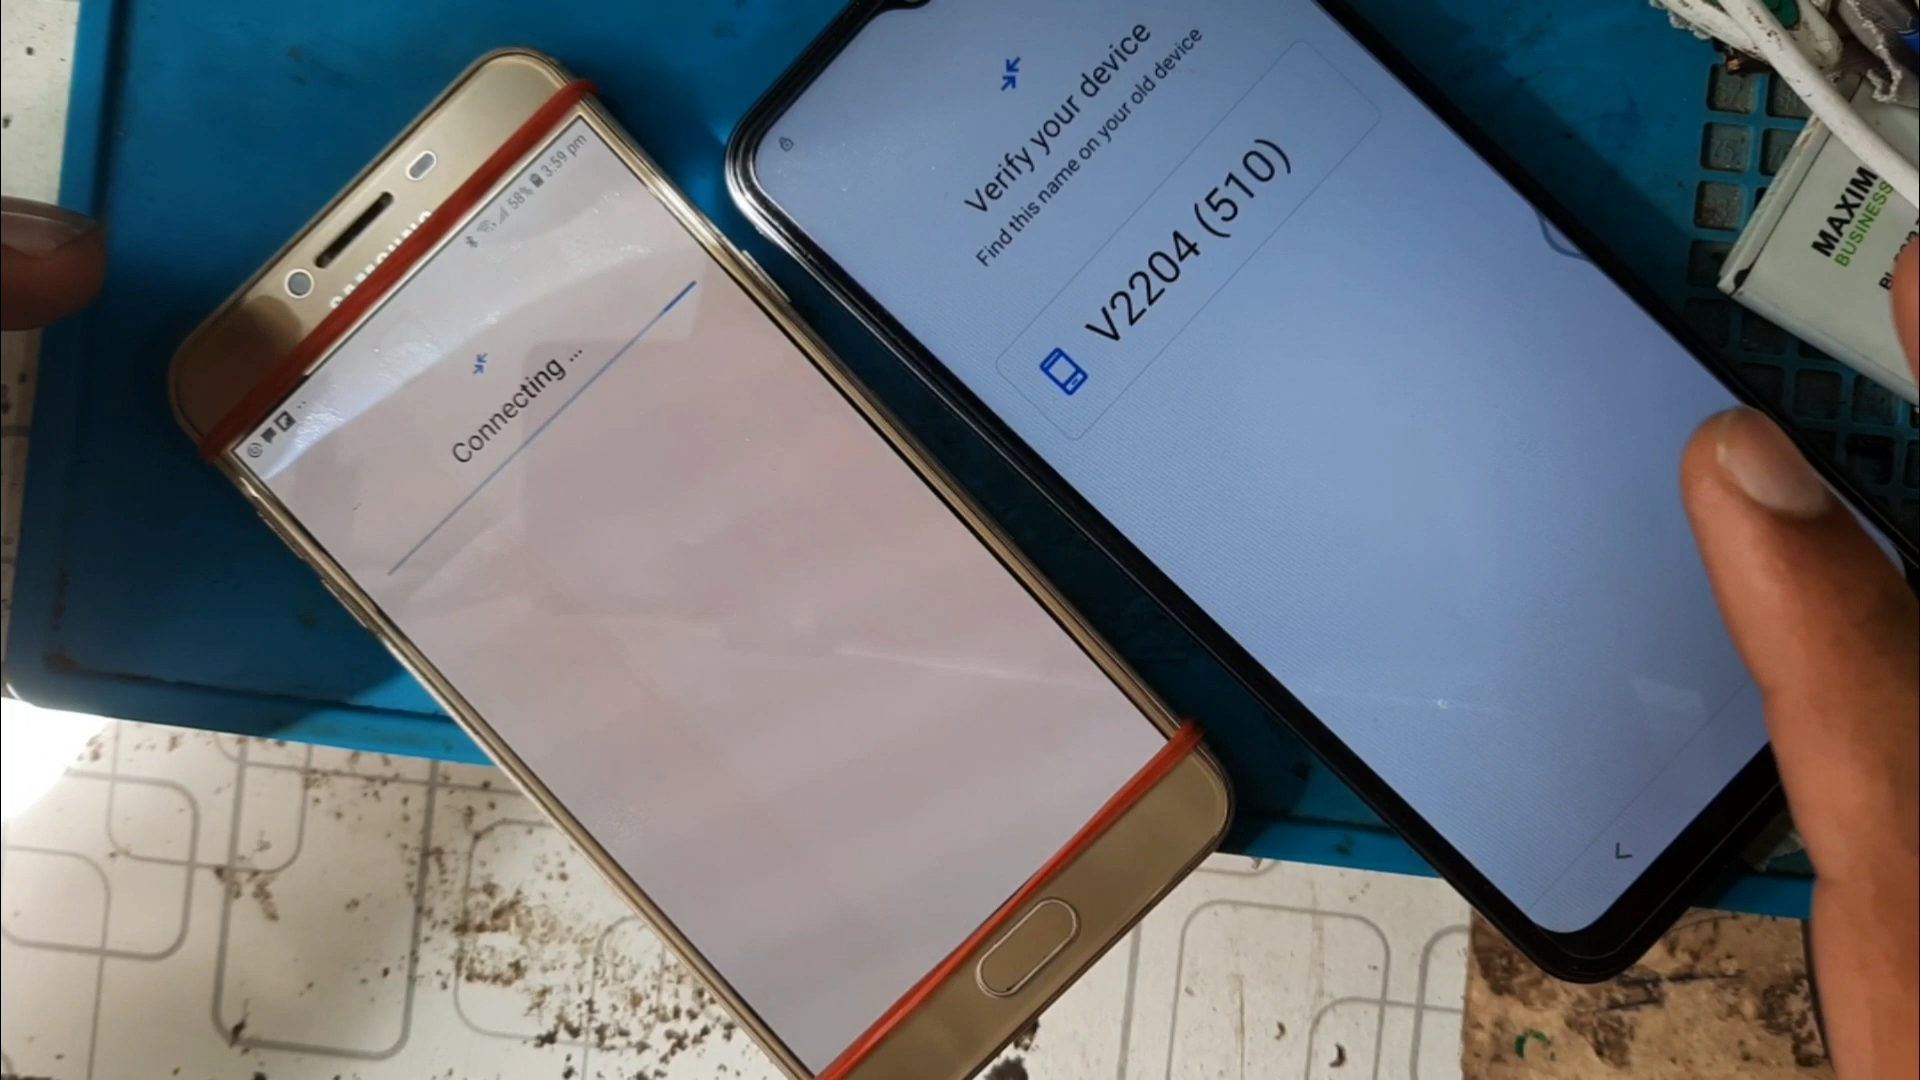 SAMSUNG
58% 3:59 pm
Connecting ...
Verify your device
Find this name on your old device
V2204 (510)
MAXIM
BUSINESS